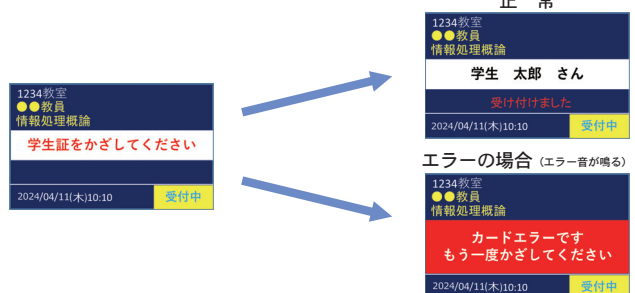 1234教室
●●教員
情報処理概論
学生証をかざしてください
2024/04/11(木)10:10 受付中
正 常
1234教室
●●教員
情報処理概論
学生 太郎 さん
受け付けました
2024/04/11(木)10:10 受付中
エラーの場合(エラー音が鳴る)
1234教室
●●教員
情報処理概論
カードエラーです
もう一度かざしてください
2024/04/11(木)10:10 受付中